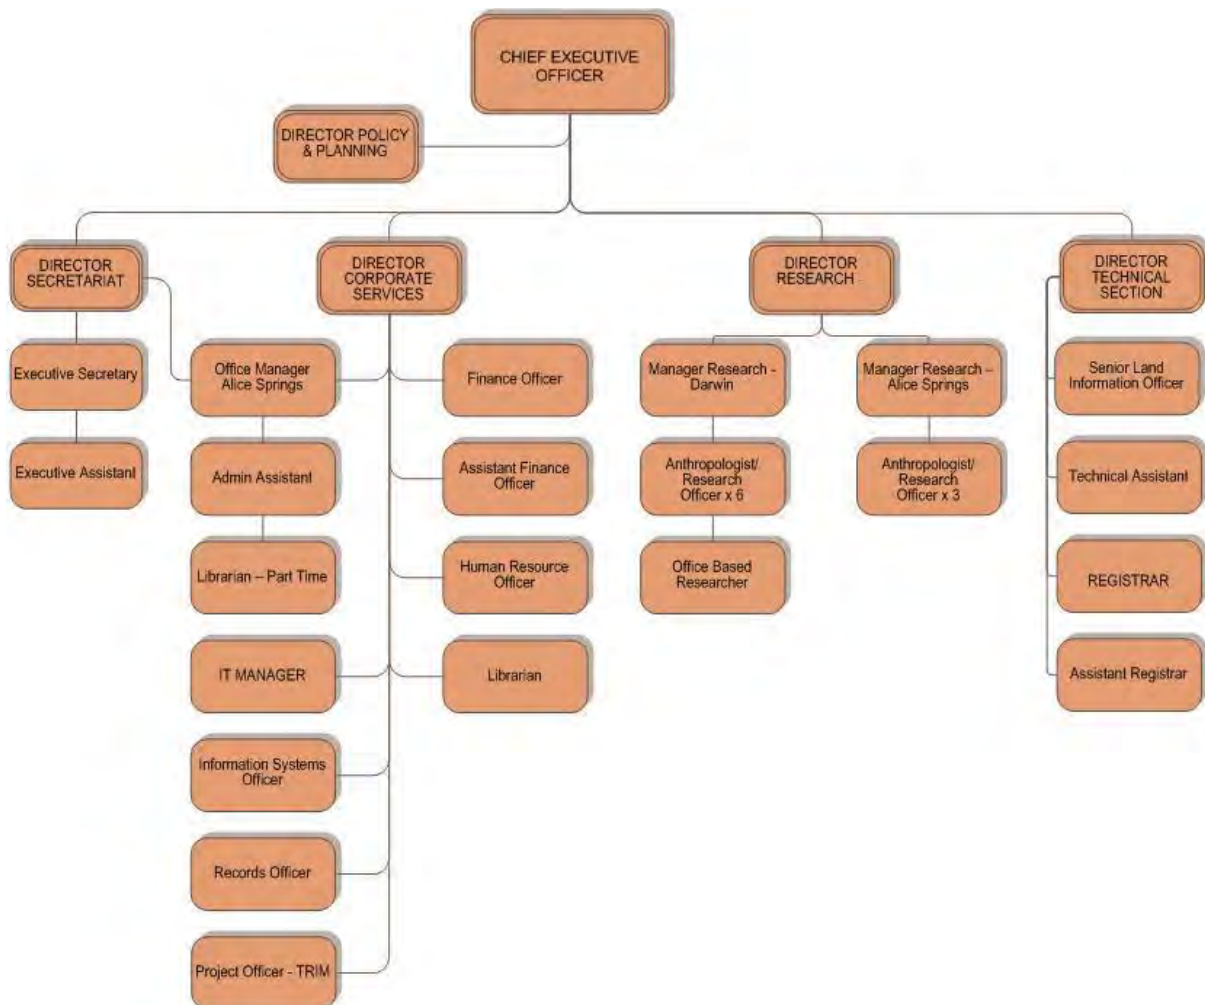 CHIEF EXECUTIVE
OFFICER
DIRECTOR POLICY
& PLANNING
DIRECTOR
SECRETARIAT
DIRECTOR
CORPORATE
SERVICES
DIRECTOR
RESEARCH
DIRECTOR
TECHNICAL
SECTION
Executive Secretary
Office Manager
Alice Springs
Finance Officer
Manager Research -
Darwin
Manager Research –
Alice Springs
Senior Land
Information Officer
Executive Assistant
Admin Assistant
Assistant Finance
Officer
Anthropologist/
Research
Officer x 6
Anthropologist/
Research
Officer x 3
Technical Assistant
Librarian – Part Time
Human Resource
Officer
Office Based
Researcher
REGISTRAR
IT MANAGER
Librarian
Assistant Registrar
Information Systems
Officer
Records Officer
Project Officer - TRIM